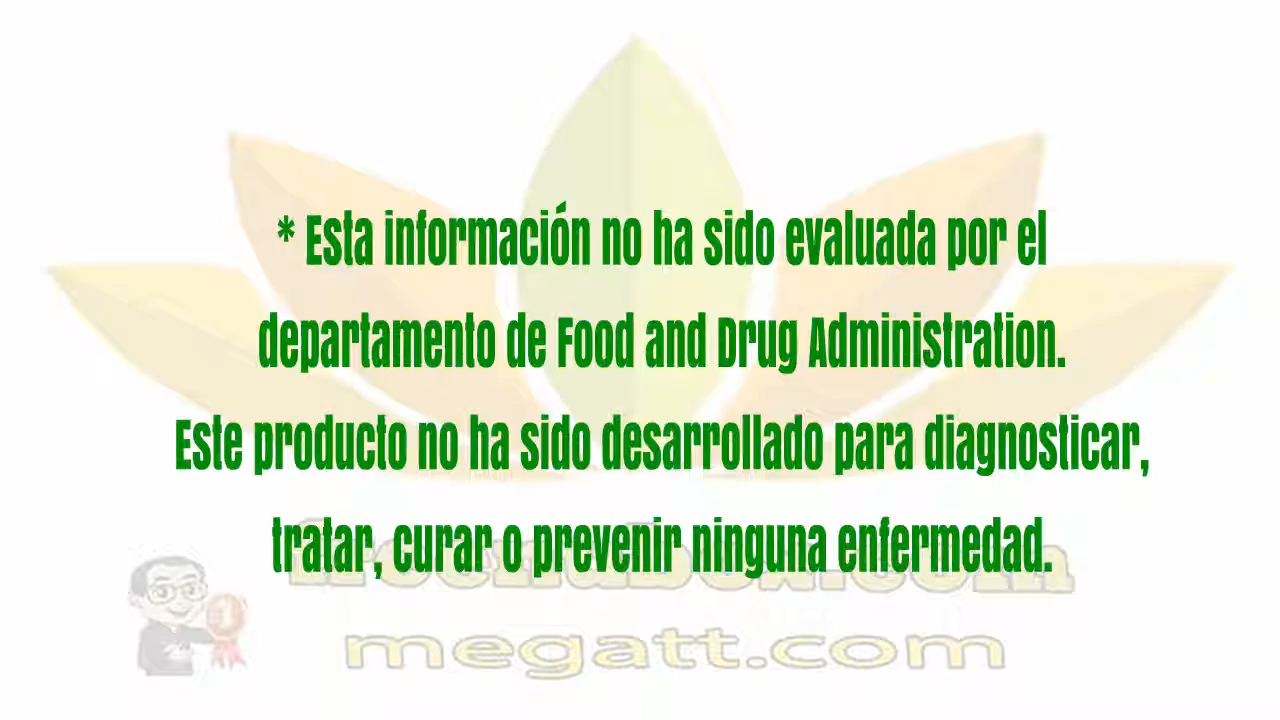 * Esta información no ha sido evaluada por el
departamento de Food and Drug Administration.
Este producto no ha sido desarrollado para diagnosticar,
tratar, curar o prevenir ninguna enfermedad.
megatt.com